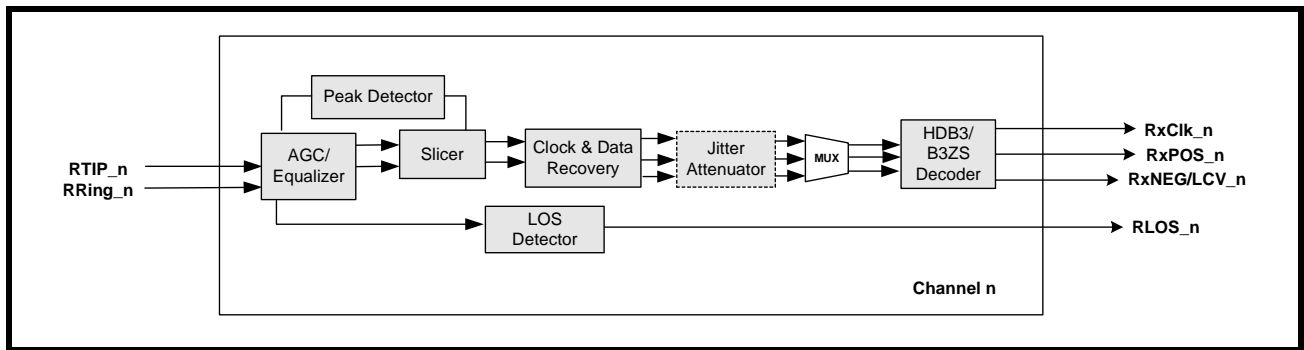 Peak Detector
AGC/
Equalizer
Slicer
Clock & Data
Recovery
Jitter
Attenuator
MUX
HDB3/
B3ZS
Decoder
LOS
Detector
RTIP_n
RRing_n
RxClk_n
RxPOS_n
RxNEG/LCV_n
RLOS_n
Channel n